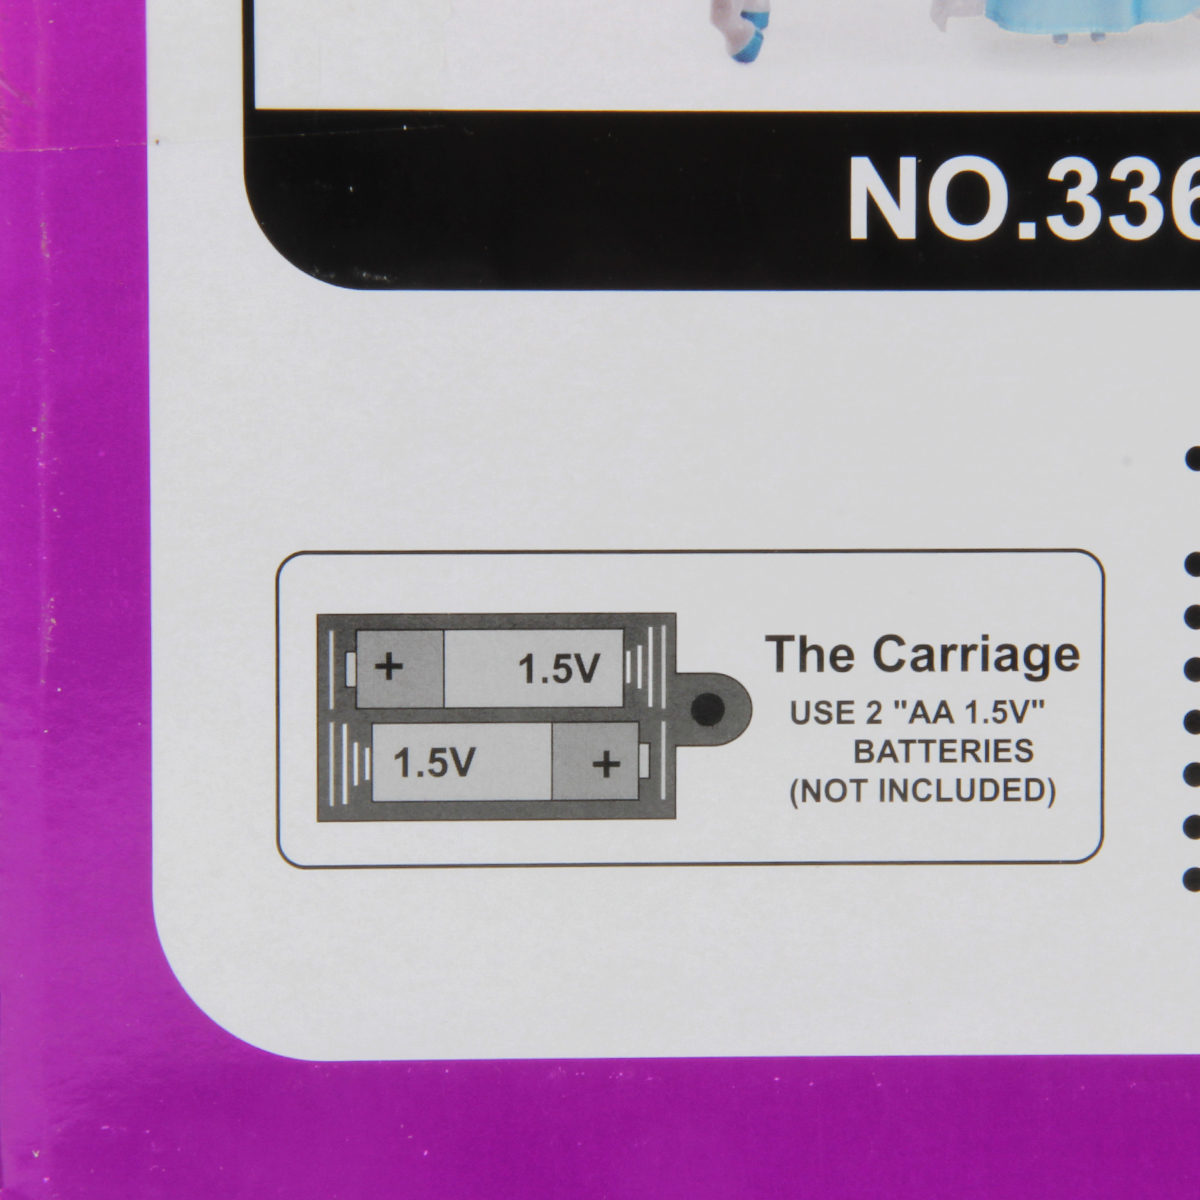 NO.336
+ 1.5V
1.5V +
The Carriage
USE 2 "AA 1.5V"
BATTERIES
(NOT INCLUDED)